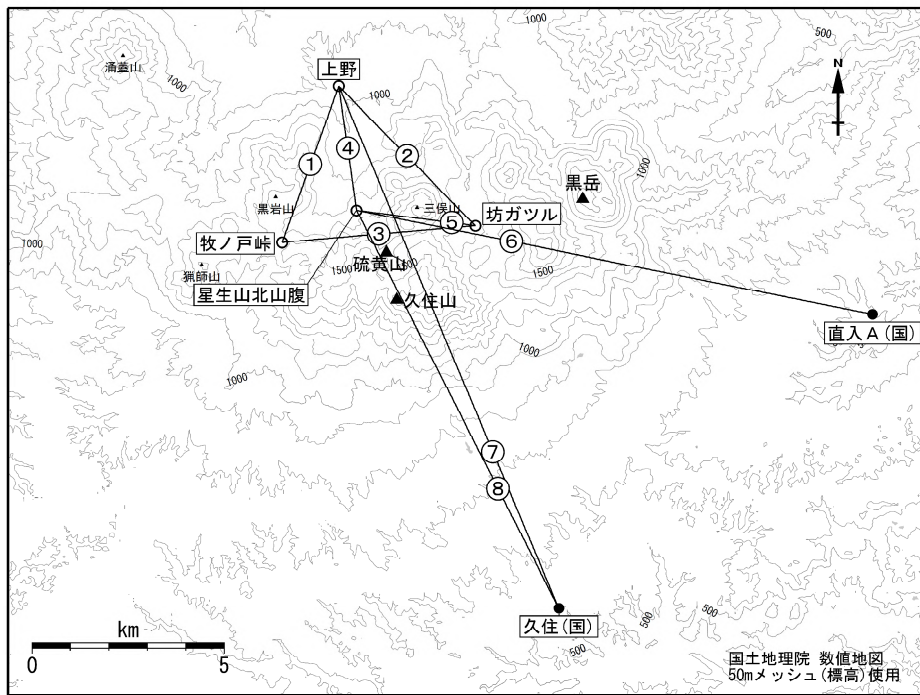 1000
500
涌蓋山
上野
N
1000
1000
④
①
②
1000
黒岳
黒岩山
三俣山
坊ガツル
1000
牧ノ戸峠
③
⑤
⑥
猟師山
1500
硫黄山
1500
1500
星生山北山腹
久住山
直入A(国)
1000
1000
1000
⑦
⑧
久住(国)
500
500
500
km
0
5
国土地理院 数値地図
50mメッシュ(標高)使用